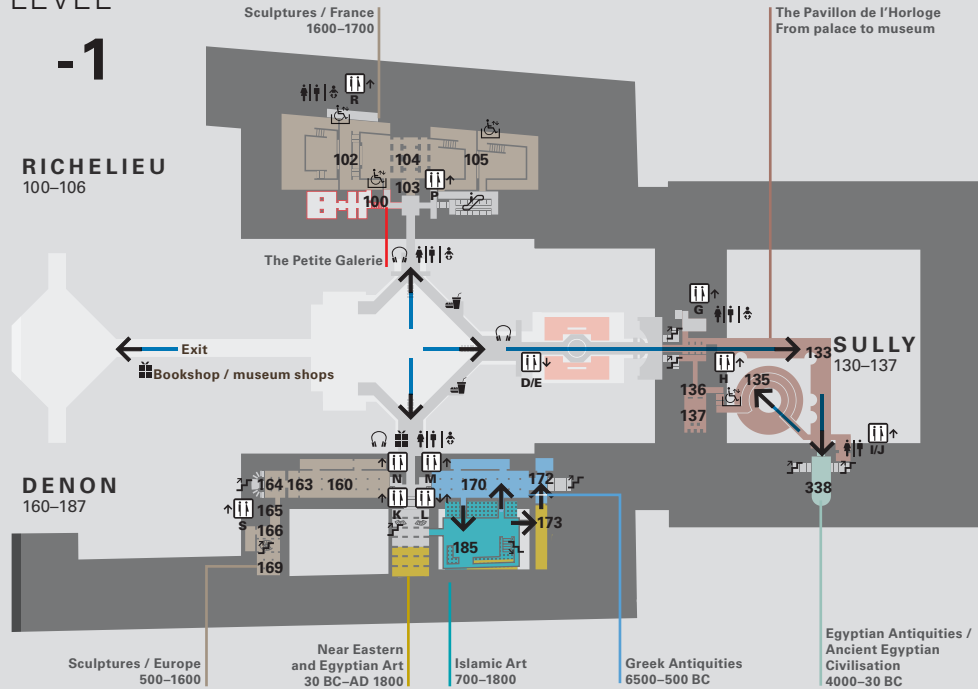 LEVEL
-1
Sculptures / France
1600–1700
The Pavillon de l'Horloge
From palace to museum
R
RICHELIEU
100–106
102
104
105
103
P
100
The Petite Galerie
G
Exit
Bookshop / museum shops
D/E
H
133
SULLY
130–137
136
135
137
I/J
DENON
160–187
N
M
164
163
160
170
172
338
K
L
S
165
166
173
185
169
Sculptures / Europe
500–1600
Near Eastern
and Egyptian Art
30 BC–AD 1800
Islamic Art
700–1800
Greek Antiquities
6500–500 BC
Egyptian Antiquities /
Ancient Egyptian
Civilisation
4000–30 BC